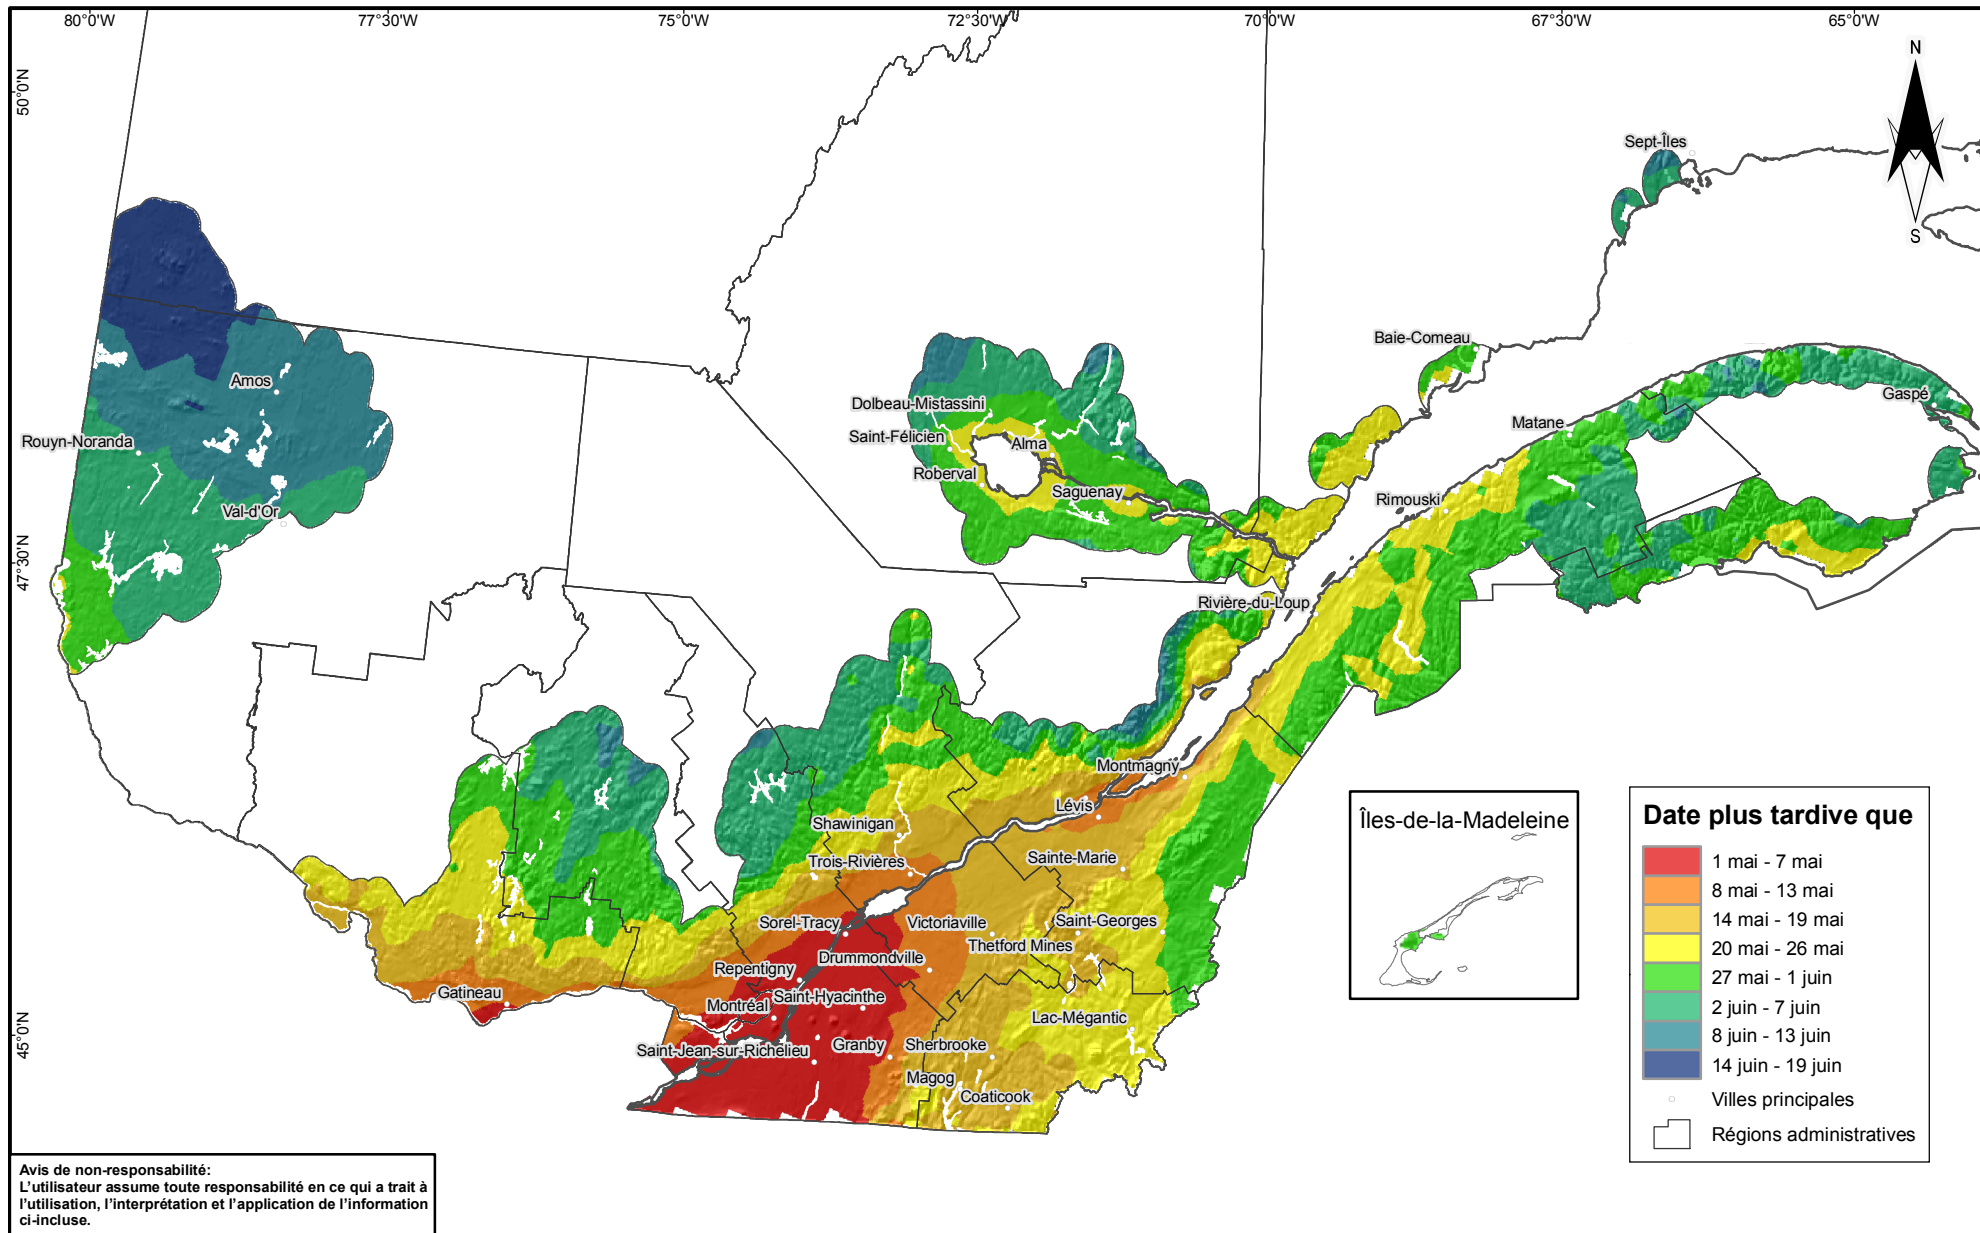 80°0'W
77°30'W
75°0'W
72°30'W
70°0'W
67°30'W
65°0'W
50°0'N
47°30'N
45°0'N
N
S
Sept-Îles
Baie-Comeau
Gaspé
Matane
Rimouski
Amos
Rouyn-Noranda
Val-d'Or
Dolbeau-Mistassini
Saint-Félicien
Alma
Roberval
Saguenay
Rivière-du-Loup
Montmagny
Lévis
Shawinigan
Trois-Rivières
Sainte-Marie
Sorel-Tracy
Victoriaville
Saint-Georges
Thetford Mines
Drummondville
Repentigny
Gatineau
Montréal
Saint-Hyacinthe
Lac-Mégantic
Saint-Jean-sur-Richelieu
Granby
Sherbrooke
Magog
Coaticook
Îles-de-la-Madeleine
Date plus tardive que
1 mai - 7 mai
8 mai - 13 mai
14 mai - 19 mai
20 mai - 26 mai
27 mai - 1 juin
2 juin - 7 juin
8 juin - 13 juin
14 juin - 19 juin
Villes principales
Régions administratives
Avis de non-responsabilité:
L'utilisateur assume toute responsabilité en ce qui a trait à
l'utilisation, l'interprétation et l'application de l'information
ci-incluse.